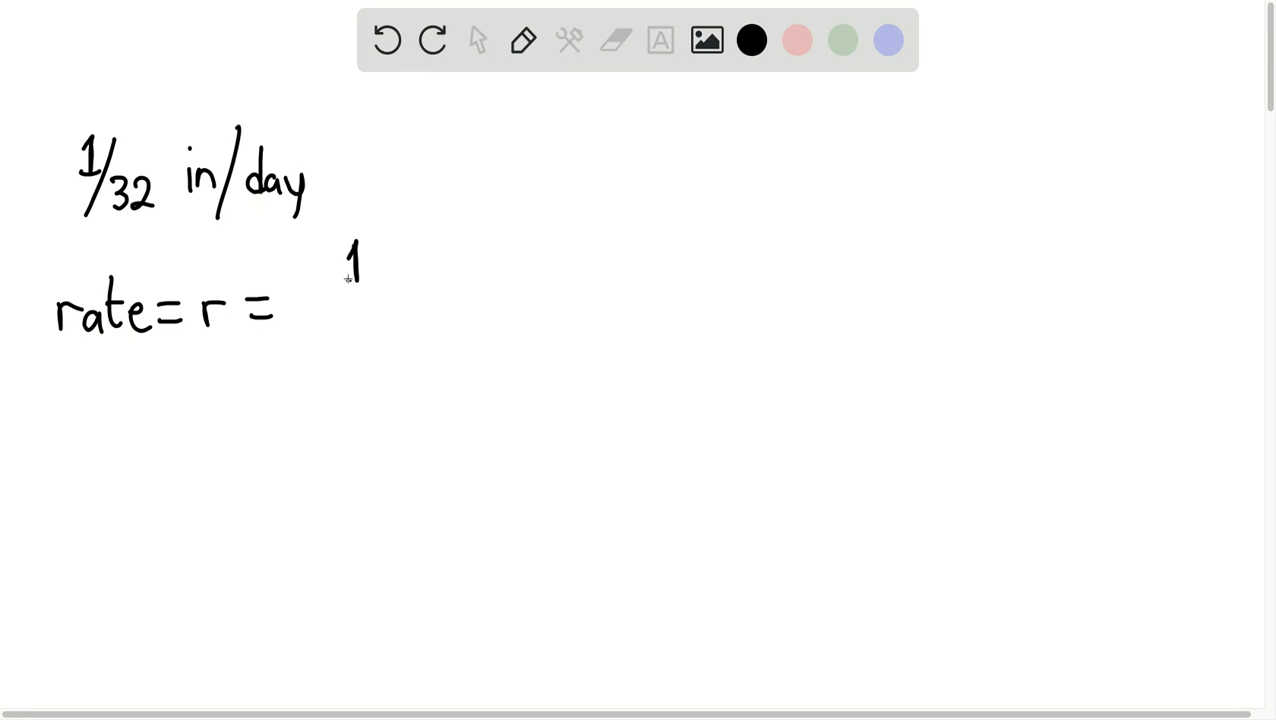 1/32 in/day
1
rate = r =